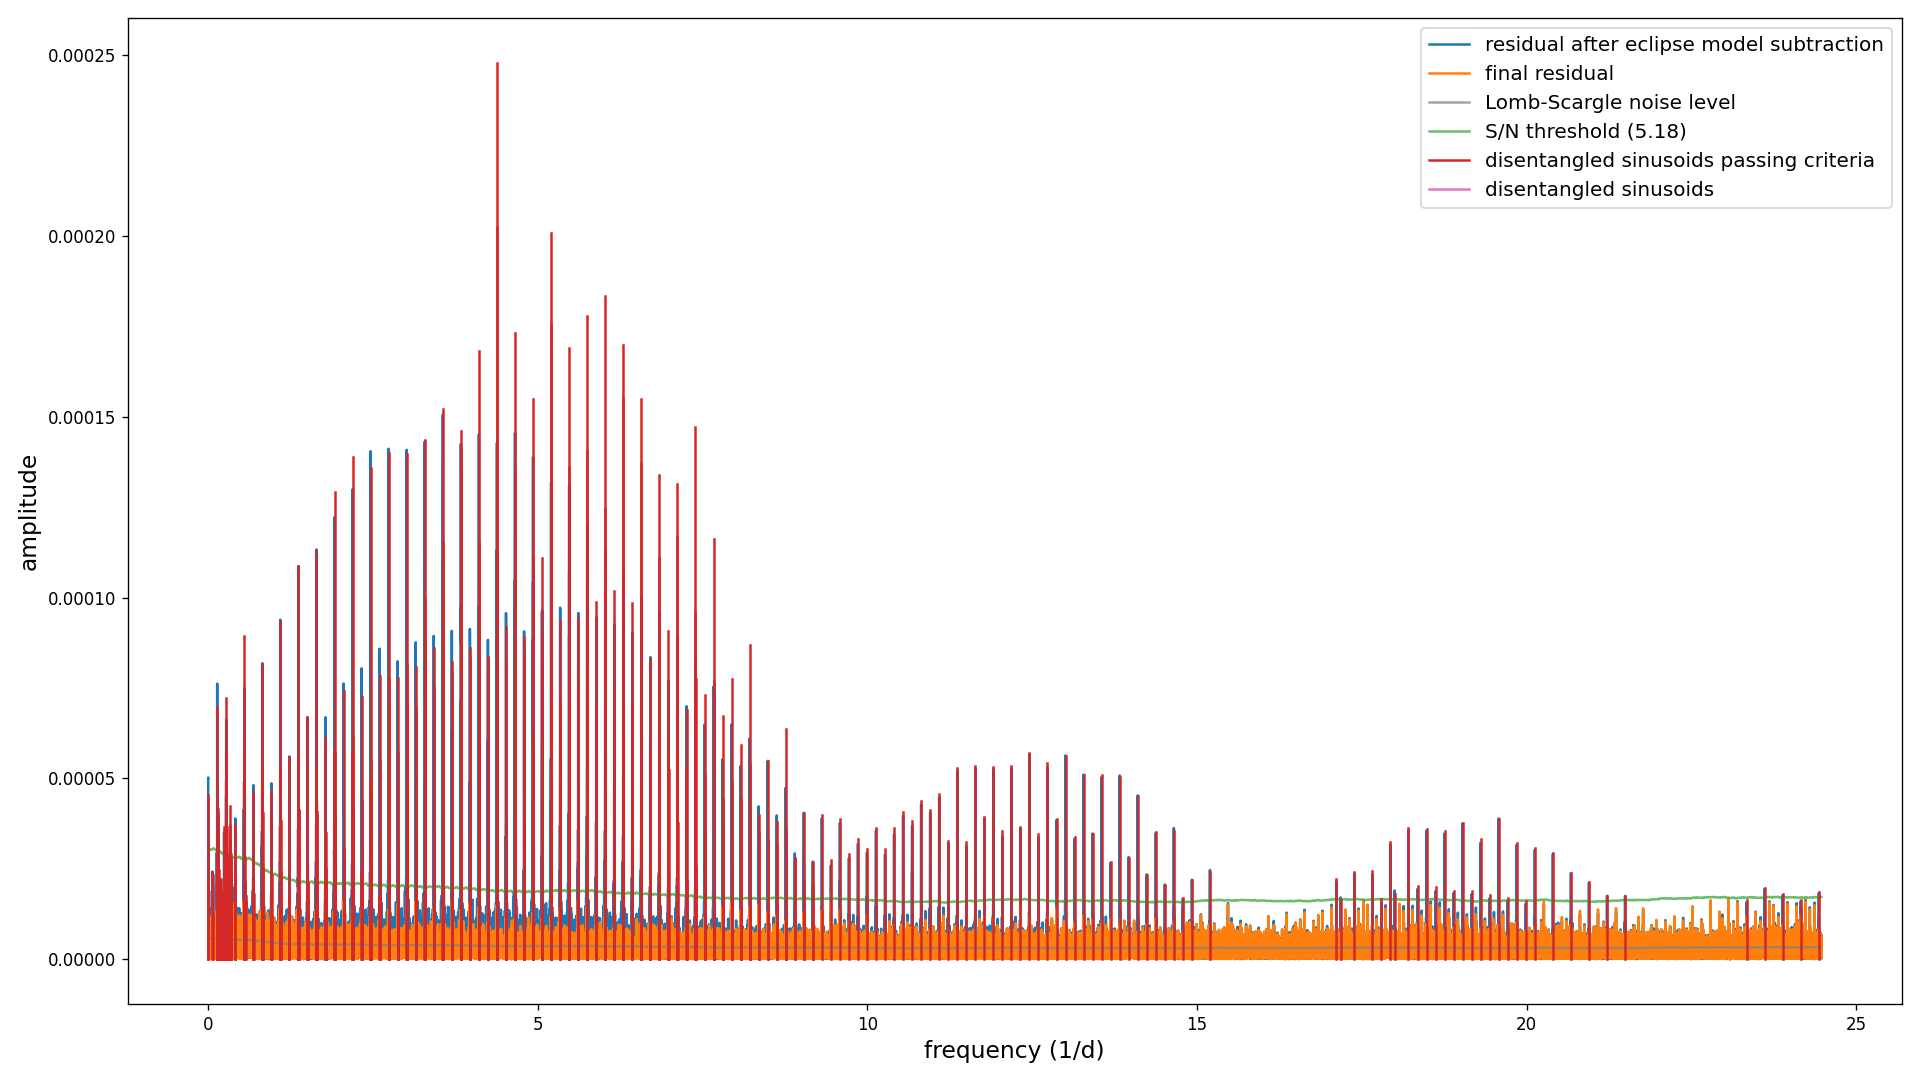 0.00025
0.00020
0.00015
0.00010
0.00005
0.00000
amplitude
residual after eclipse model subtraction
final residual
Lomb-Scargle noise level
S/N threshold (5.18)
disentangled sinusoids passing criteria
disentangled sinusoids
0 5 10 15 20 25
frequency (1/d)